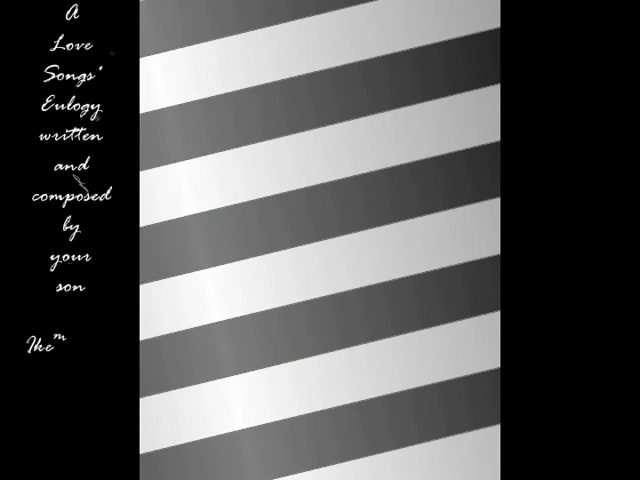 A
Love
Songs'
Eulogy
written
and
composed
by
your
son
Ike™